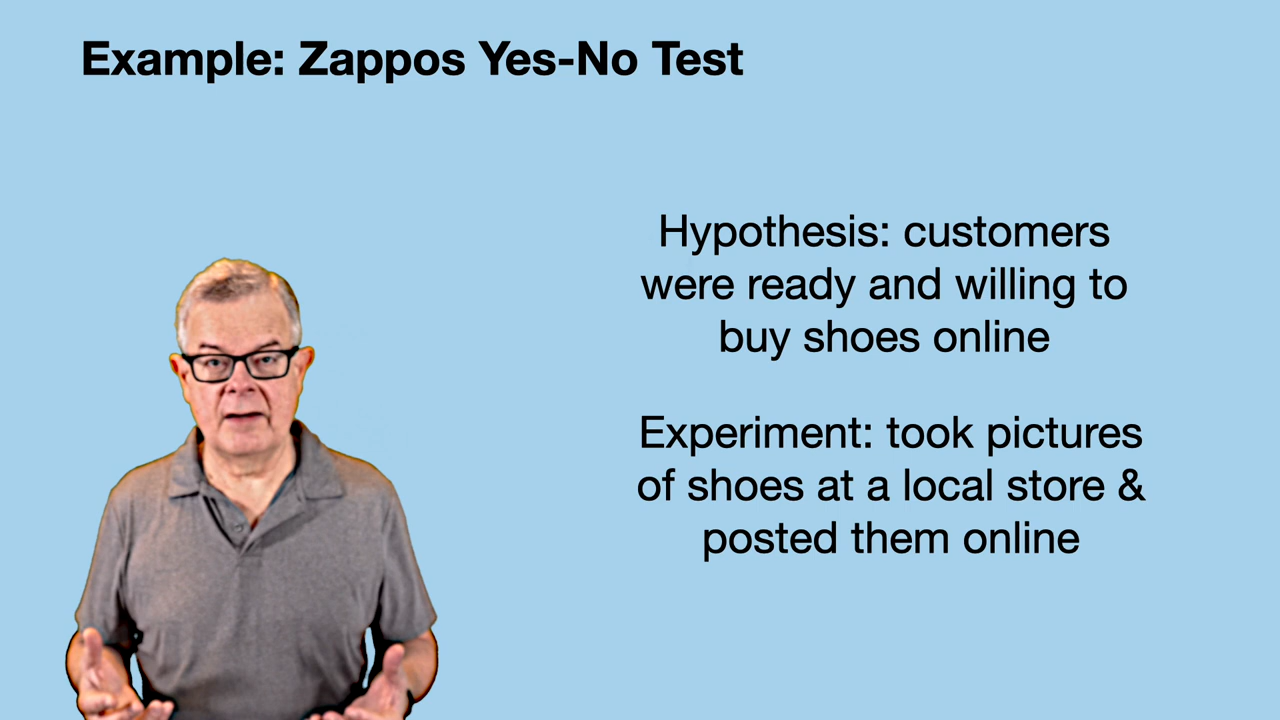 Example: Zappos Yes-No Test
Hypothesis: customers
were ready and willing to
buy shoes online
Experiment: took pictures
of shoes at a local store &
posted them online